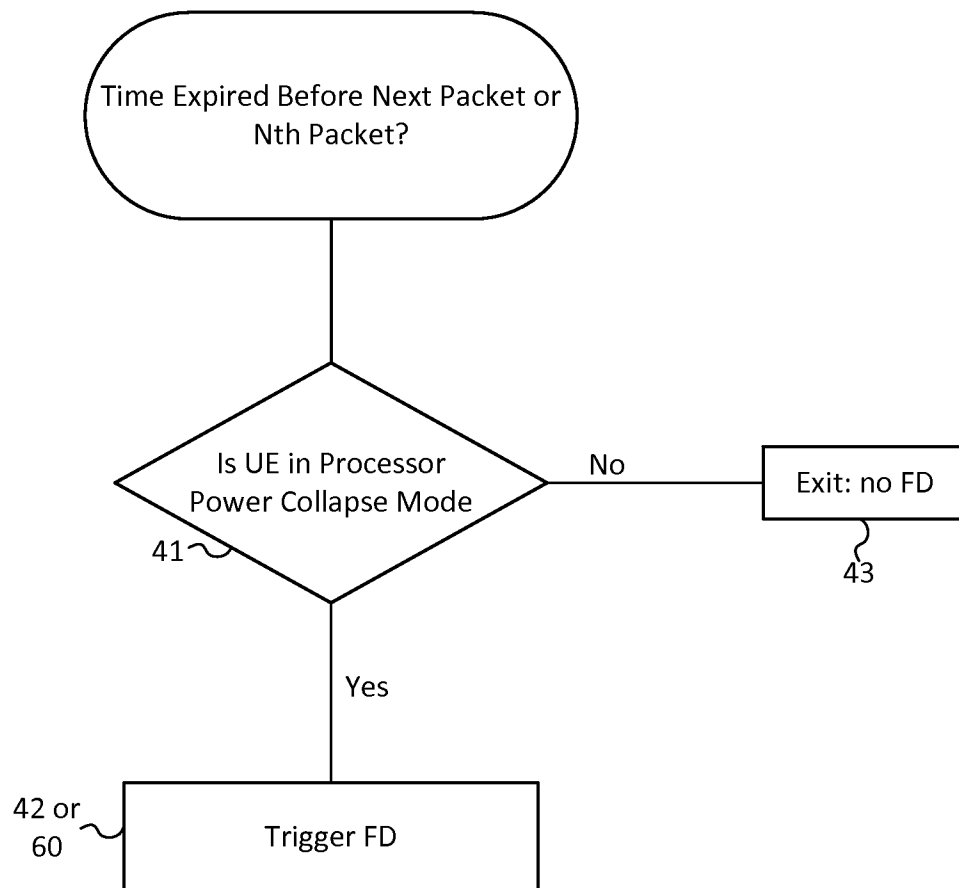 Time Expired Before Next Packet or
Nth Packet?
Is UE in Processor
Power Collapse Mode
No
Exit: no FD
41
43
Yes
42 or
60
Trigger FD